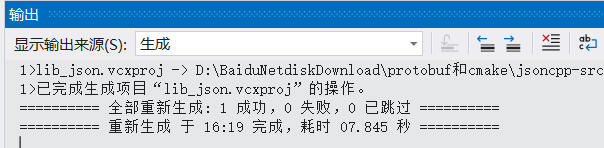 输出
显示输出来源(S): 生成
1>lib_json.vcxproj -> D:\BaiduNetdiskDownload\protobuf和cmake\jsoncpp-src
1>已完成生成项目“lib_json.vcxproj”的操作。
========== 全部重新生成: 1 成功，0 失败，0 已跳过 ==========
========== 重新生成 于 16:19 完成，耗时 07.845 秒 ==========